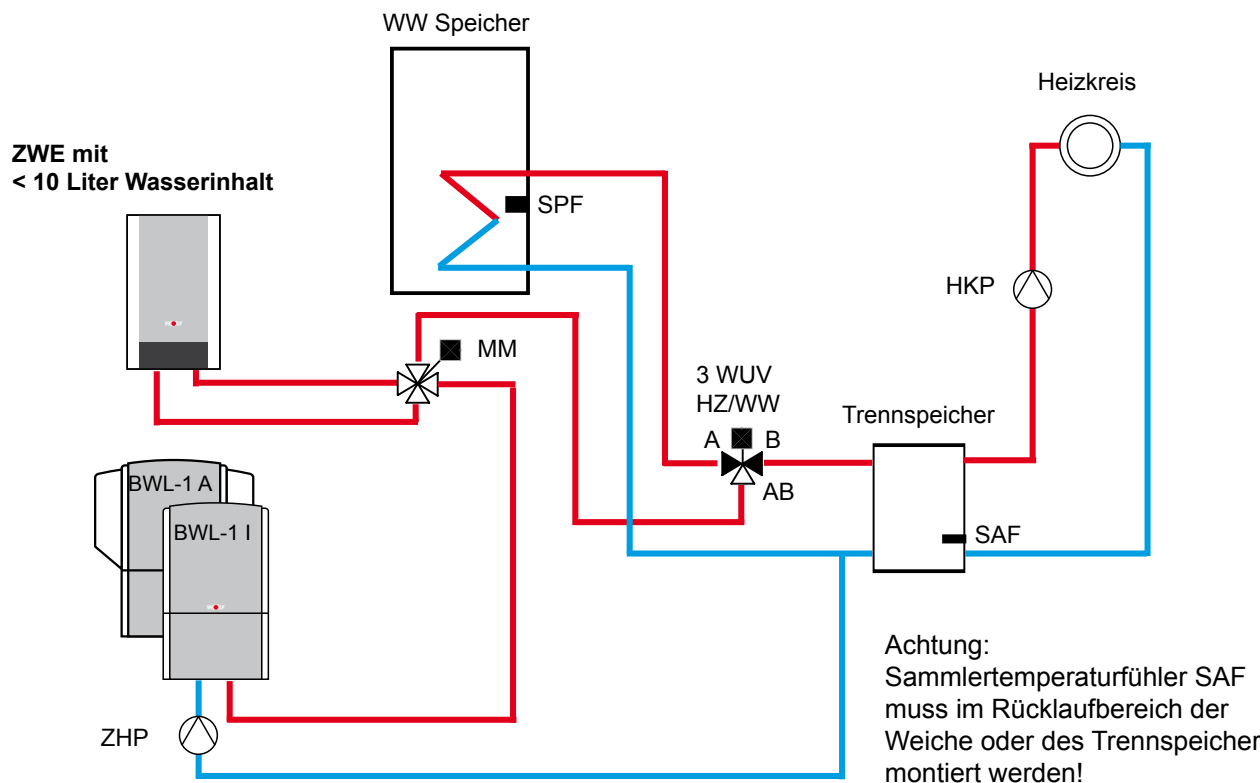 WW Speicher
Heizkreis
ZWE mit
< 10 Liter Wasserinhalt
SPF
HKP
MM
3 WUV
HZ/WW
Trennspeicher
A
B
AB
BWL-1 A
BWL-1 I
SAF
ZHP
Achtung:
Sammlertemperaturfühler SAF
muss im Rücklaufbereich der
Weiche oder des Trennspeicher
montiert werden!